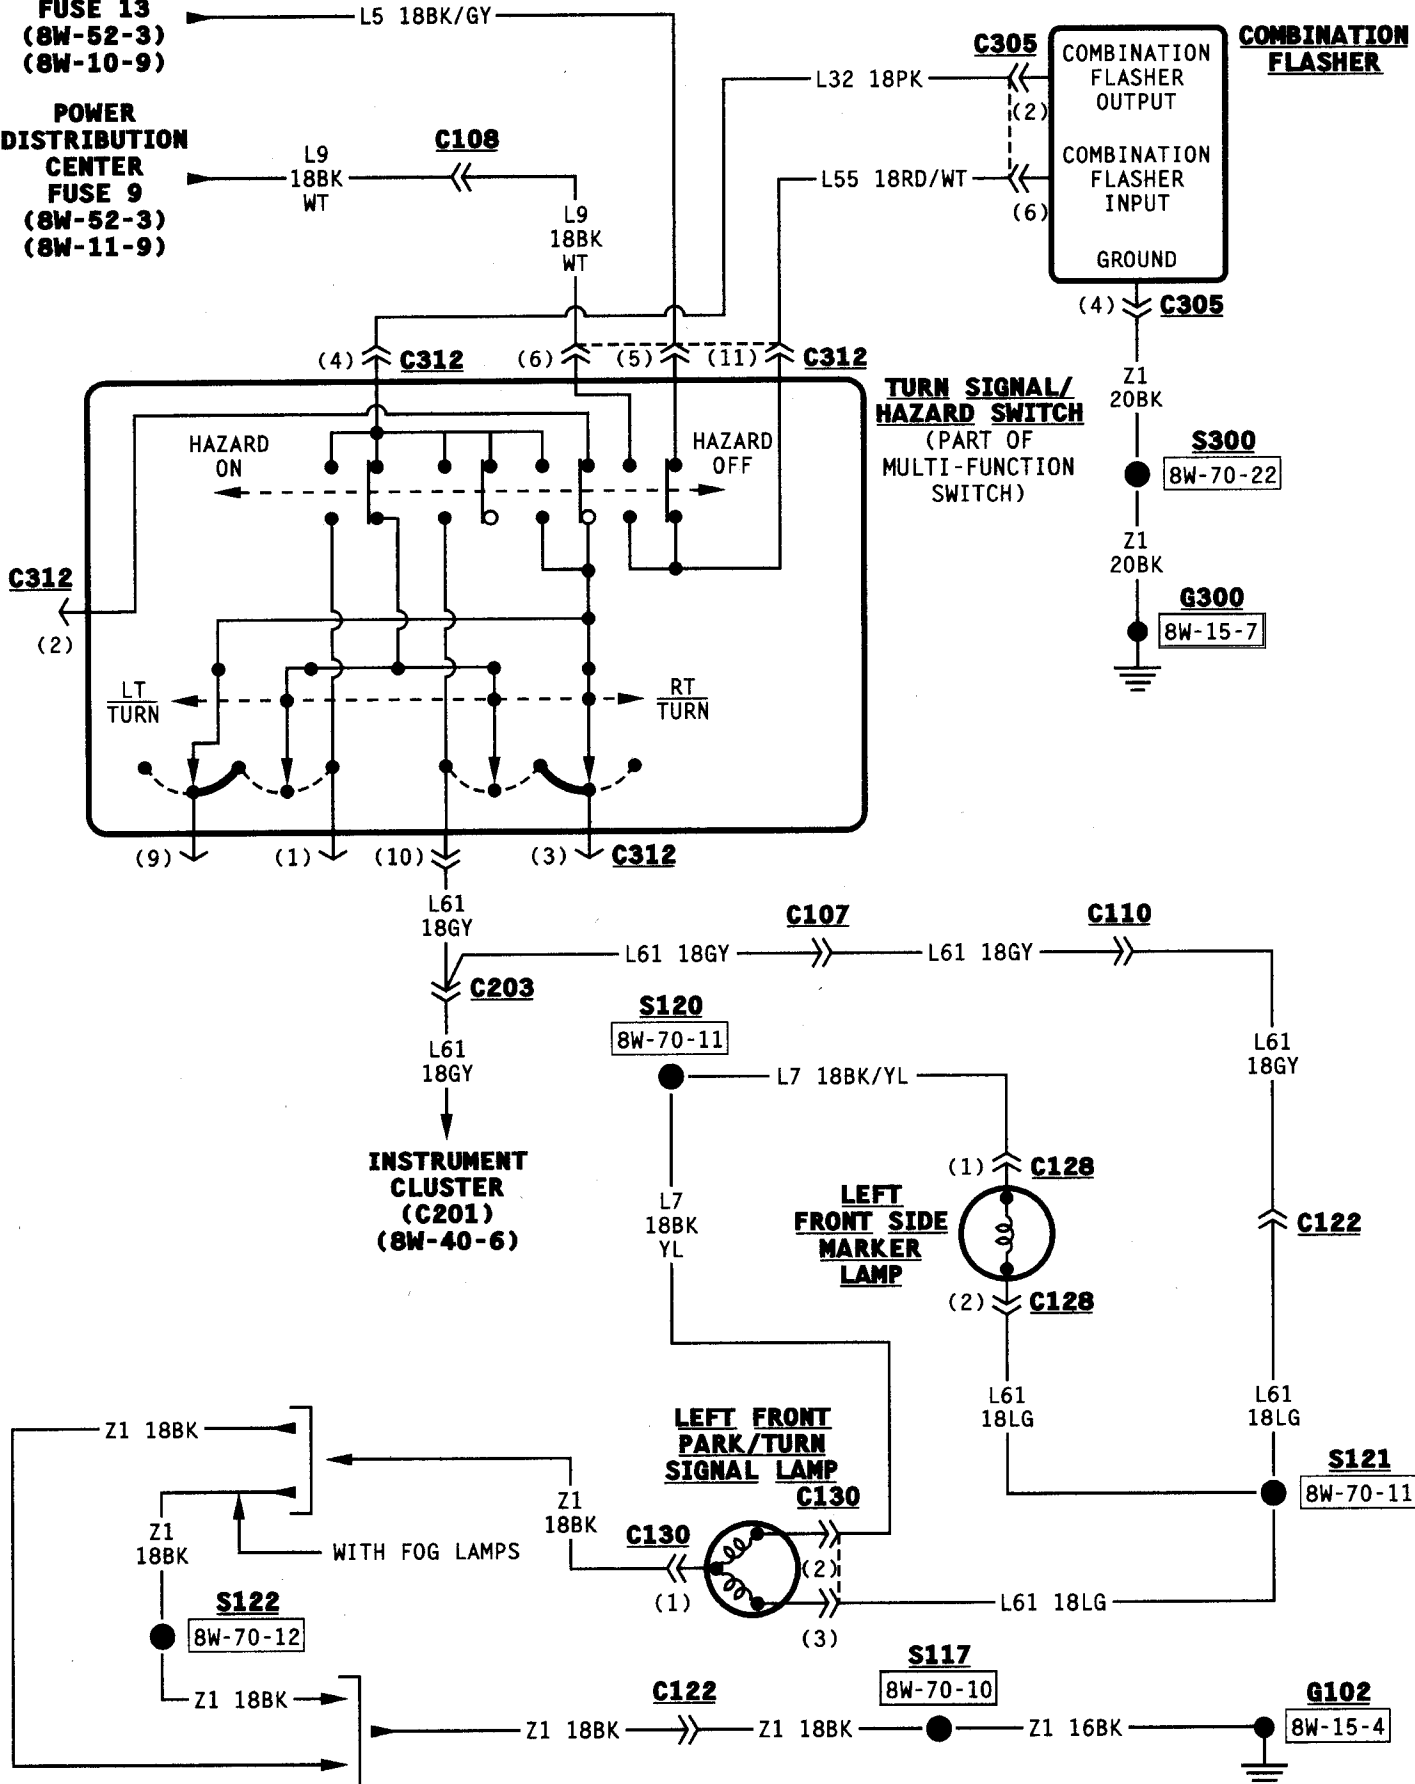 FUSE 13
(8W-52-3)
(8W-10-9)
L5 18BK/GY
POWER
DISTRIBUTION
CENTER
FUSE 9
(8W-52-3)
(8W-11-9)
L9
18BK
WT
C108
L9
18BK
WT
L32 18PK
C305
(2)
L55 18RD/WT
(6)
COMBINATION
FLASHER
OUTPUT
COMBINATION
FLASHER
INPUT
GROUND
COMBINATION
FLASHER
(4)
C305
Z1
20BK
S300
8W-70-22
Z1
20BK
G300
8W-15-7
(4)
C312
(6)
(5)
(11)
C312
TURN SIGNAL/
HAZARD SWITCH
(PART OF
MULTI-FUNCTION
SWITCH)
HAZARD
ON
HAZARD
OFF
C312
(2)
LT
TURN
RT
TURN
(9)
(1)
(10)
(3)
C312
L61
18GY
C203
L61
18GY
INSTRUMENT
CLUSTER
(C201)
(8W-40-6)
L61 18GY
C107
L61 18GY
C110
L61
18GY
S120
8W-70-11
L7 18BK/YL
L7
18BK
YL
(1)
C128
LEFT
FRONT SIDE
MARKER
LAMP
(2)
C128
C122
L61
18LG
L61
18LG
S121
8W-70-11
LEFT FRONT
PARK/TURN
SIGNAL LAMP
C130
(2)
(3)
C130
(1)
L61 18LG
Z1
18BK
Z1 18BK
Z1
18BK
WITH FOG LAMPS
S122
8W-70-12
Z1 18BK
Z1 18BK
C122
Z1 18BK
S117
8W-70-10
Z1 16BK
G102
8W-15-4